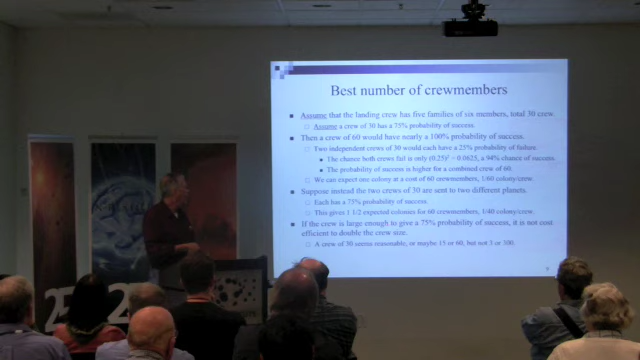 Best number of crewmembers
Assume that the landing crew has five families of six members, total 30 crew.
Assume a crew of 30 has a 75% probability of success.
Then a crew of 60 would have nearly a 100% probability of success.
Two independent crews of 30 would each have a 25% probability of failure.
The chance both crews fail is only (0.25)² = 0.0625, a 94% chance of success.
The probability of success is higher for a combined crew of 60.
We can expect one colony at a cost of 60 crewmembers, 1/60 colony/crew.
Suppose instead the two crews of 30 are sent to two different planets.
Each has a 75% probability of success.
This gives 1 1/2 expected colonies for 60 crewmembers, 1/40 colony/crew.
If the crew is large enough to give a 75% probability of success, it is not cost
efficient to double the crew size.
A crew of 30 seems reasonable, or maybe 15 or 60, but not 3 or 300.
9